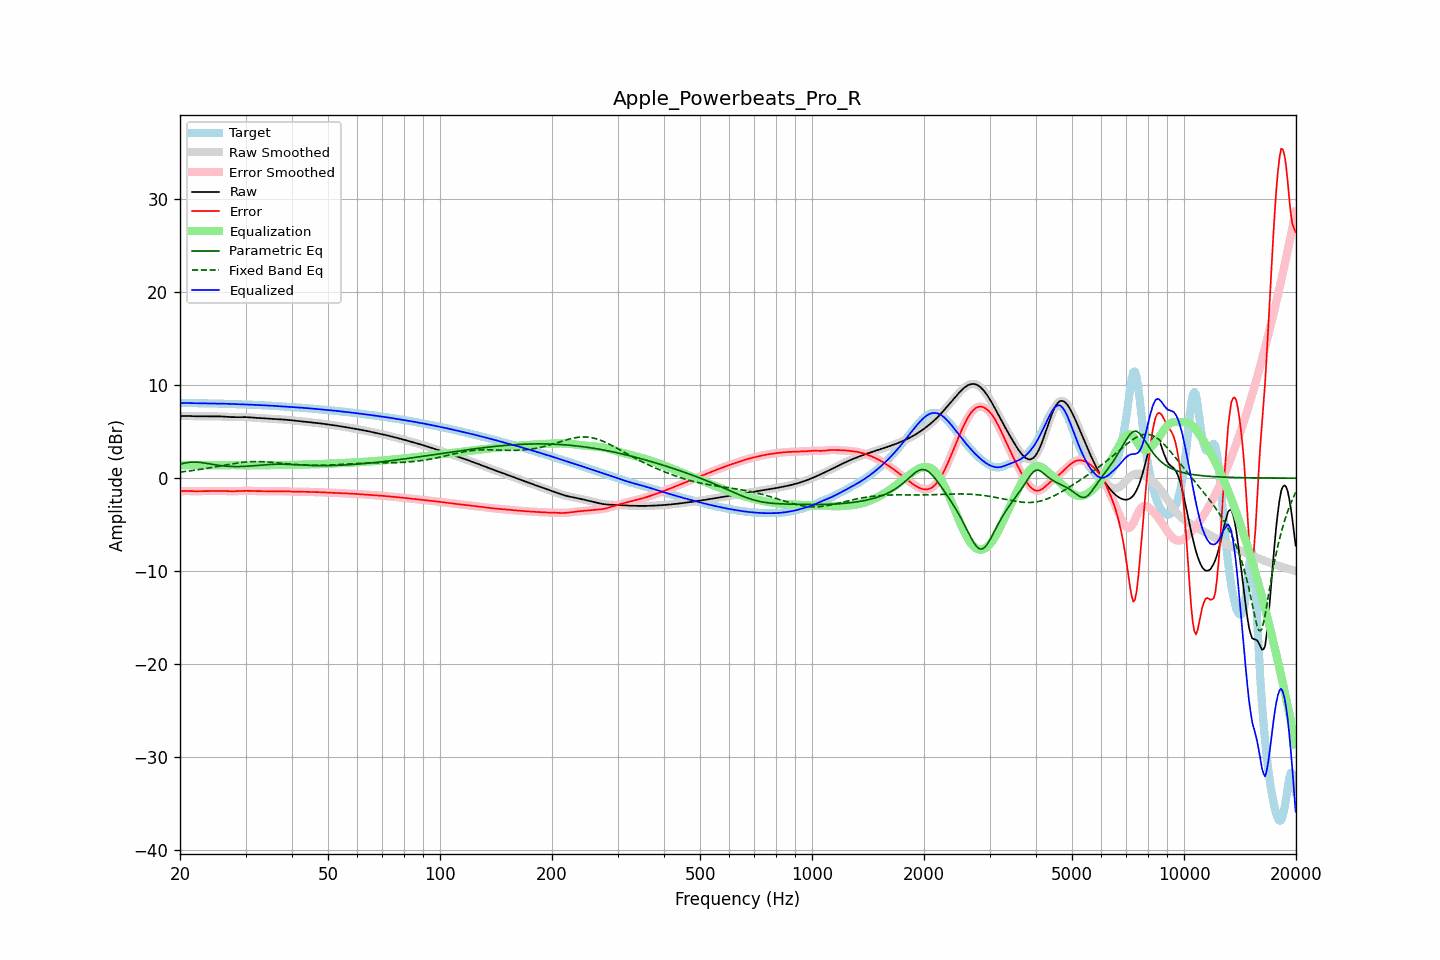 Apple_Powerbeats_Pro_R
Target
Raw Smoothed
Error Smoothed
Raw
Error
Equalization
Parametric Eq
Fixed Band Eq
Equalized
Amplitude (dBr)
30
20
10
0
−10
−20
−30
−40
20 50 100 200 500 1000 2000 5000 10000 20000
Frequency (Hz)